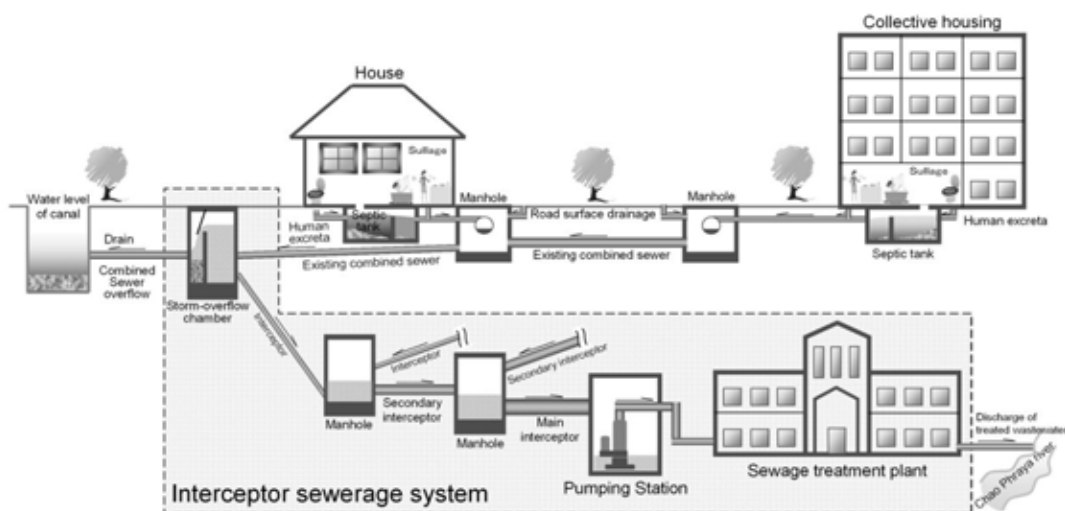 Collective housing
House
Sullage
Sullage
Water level
of canal
Manhole
Manhole
Septic
tank
Road surface drainage
Human
excreta
Human excreta
Drain
Septic tank
Combined
Sewer
overflow
Existing combined sewer
Existing combined sewer
Storm-overflow
chamber
Interceptor
Interceptor
Secondary interceptor
Secondary
interceptor
Main
interceptor
Manhole
Manhole
Discharge of
treated wastewater
Sewage treatment plant
Pumping Station
Interceptor sewerage system
Chao Phraya river